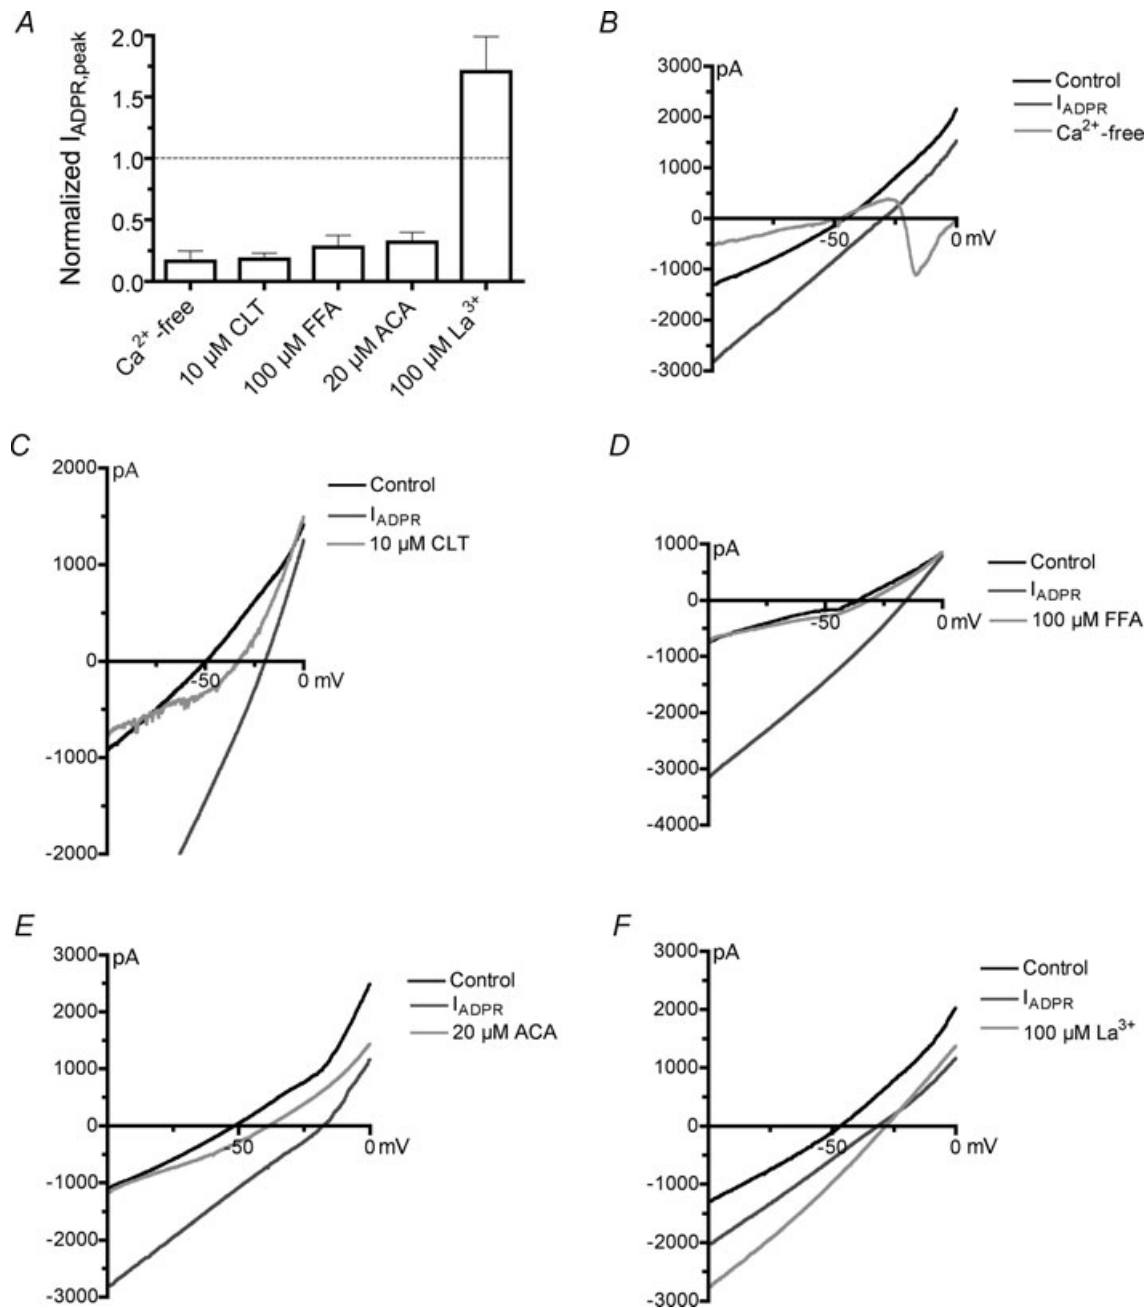 A
Normalized I_ADPR,peak
2.0
1.5
1.0
0.5
0.0
Ca²⁺ -free
10 µM CLT
100 µM FFA
20 µM ACA
100 µM La³⁺
B
3000
pA
2000
1000
0
-1000
-2000
-3000
-50
0 mV
Control
I_ADPR
Ca²⁺-free
C
2000
pA
1000
0
-1000
-2000
-50
0 mV
Control
I_ADPR
10 µM CLT
D
1000
pA
0
-1000
-2000
-3000
-4000
-50
0 mV
Control
I_ADPR
100 µM FFA
E
3000
pA
2000
1000
0
-1000
-2000
-3000
-50
0 mV
Control
I_ADPR
20 µM ACA
F
3000
pA
2000
1000
0
-1000
-2000
-3000
-50
0 mV
Control
I_ADPR
100 µM La³⁺